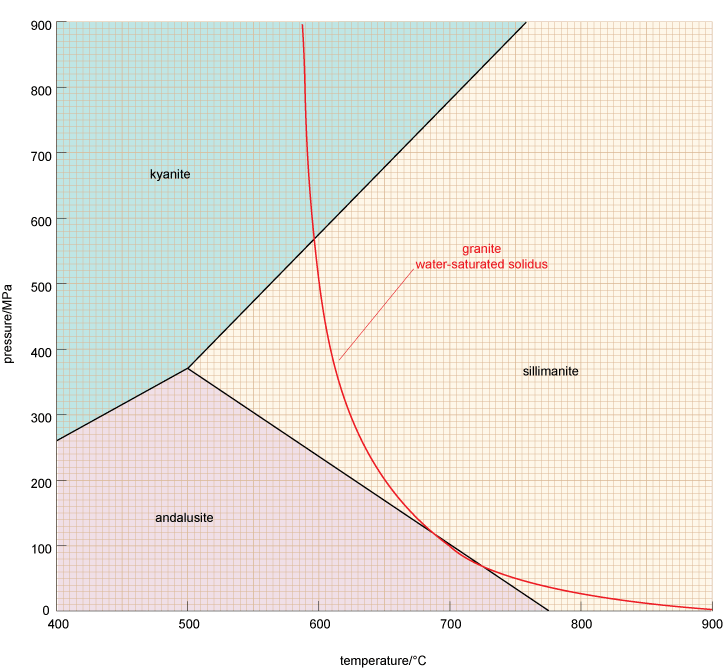 900
800
700
600
500
400
300
200
100
0
pressure/MPa
kyanite
granite
water-saturated solidus
sillimanite
andalusite
400
500
600
700
800
900
temperature/°C